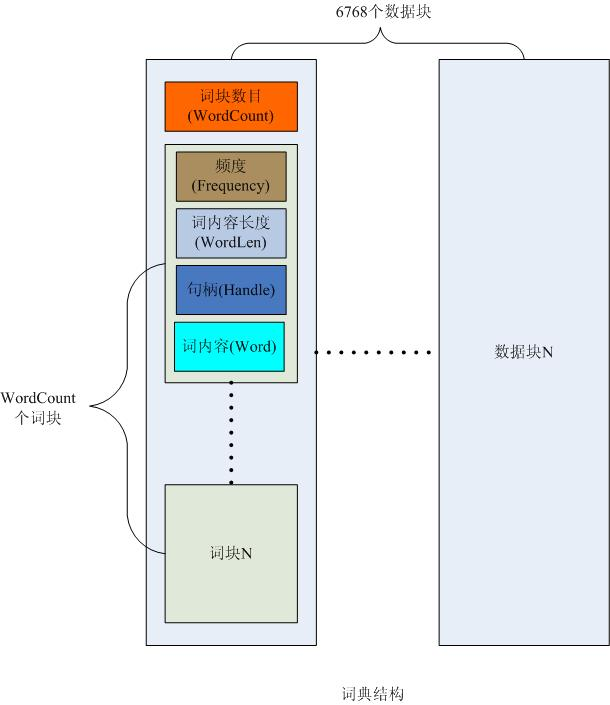 6768个数据块
词块数目
(WordCount)
频度
(Frequency)
词内容长度
(WordLen)
句柄(Handle)
词内容(Word)
数据块N
WordCount
个词块
词块N
词典结构